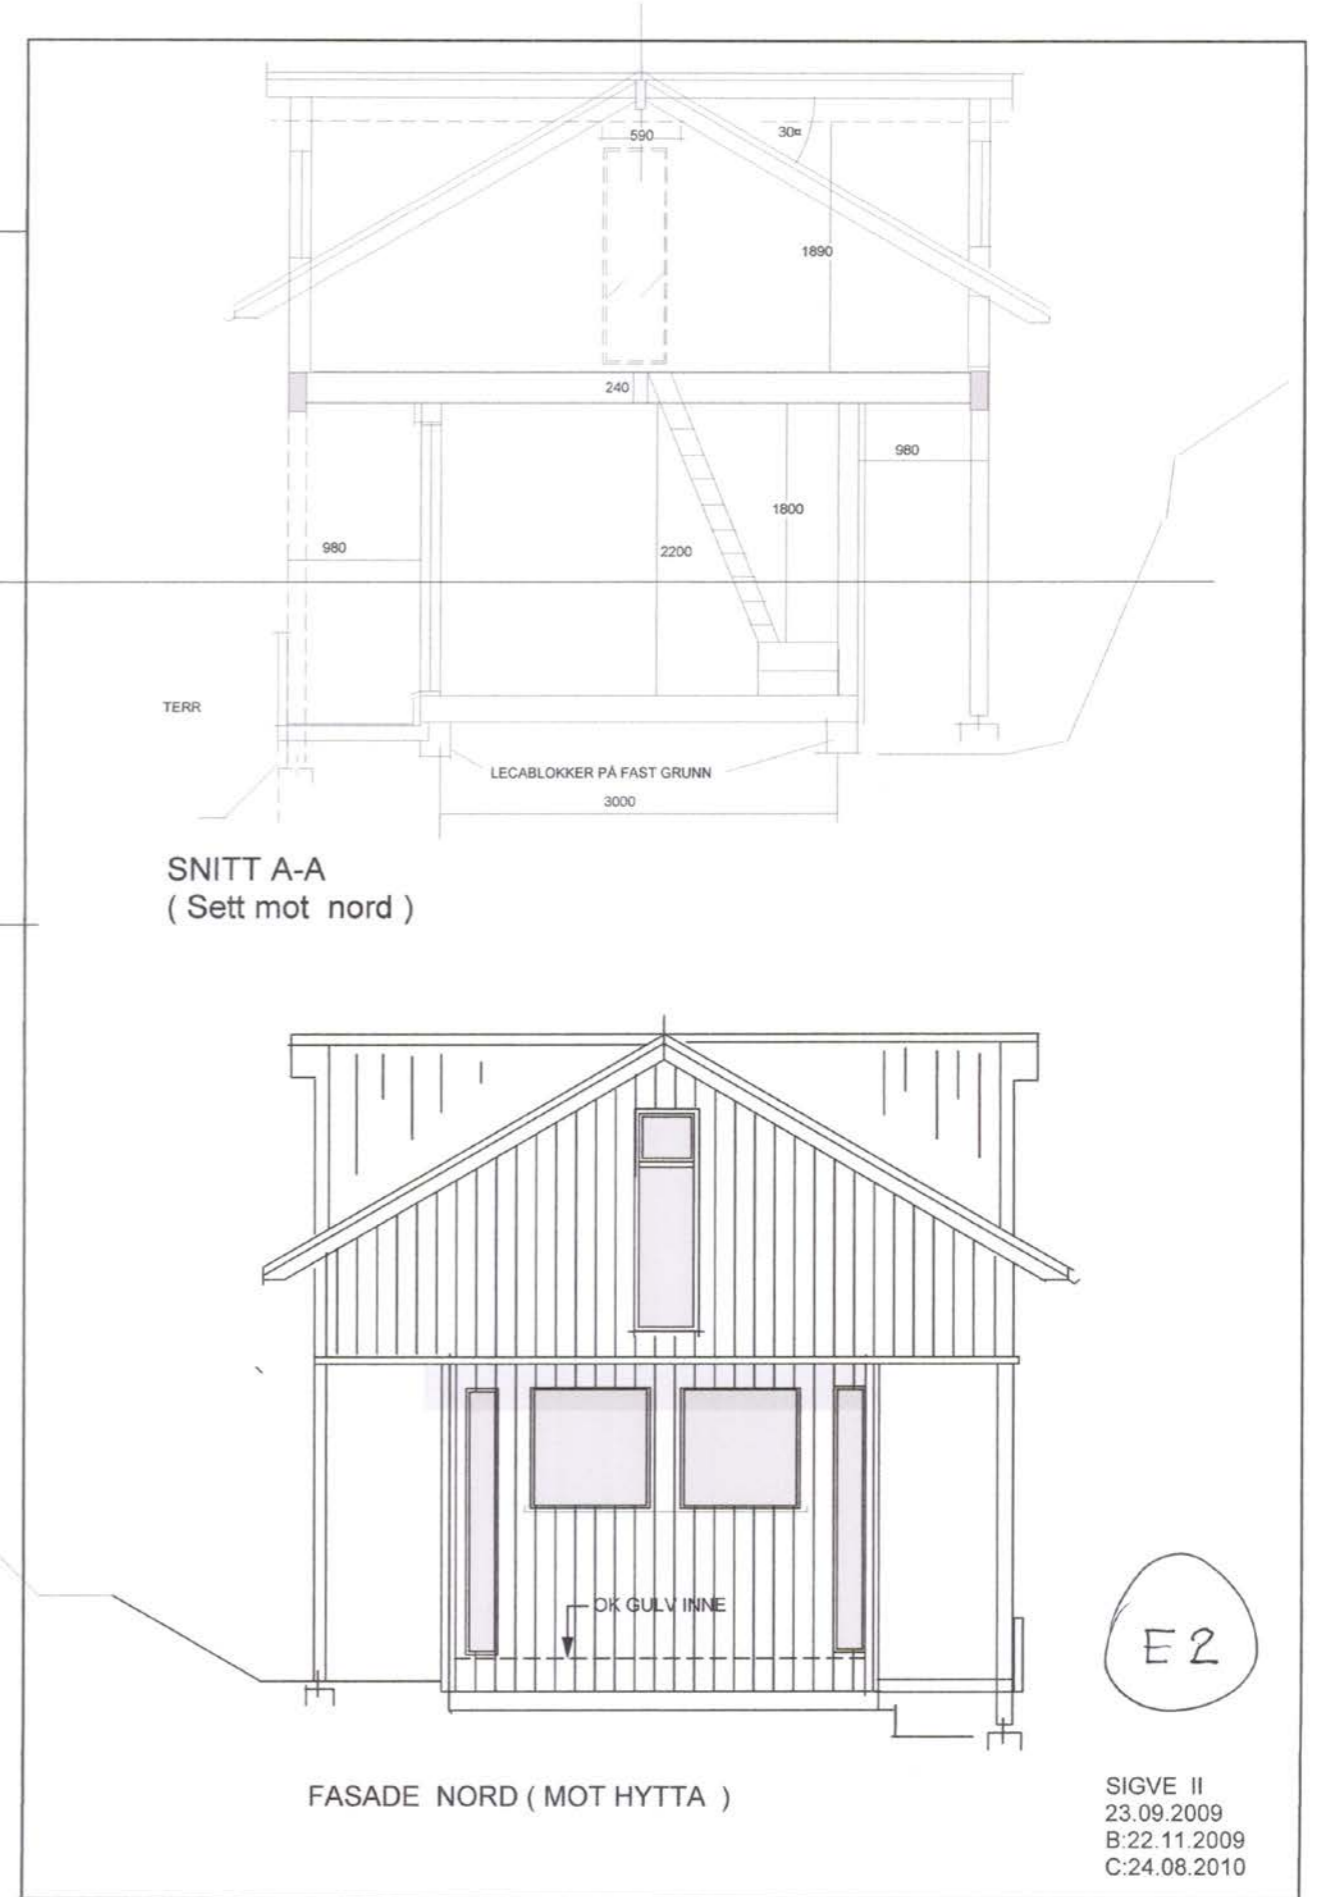 590
30¤
1890
240
980
1800
980
2200
TERR
LECABLOKKER PÅ FAST GRUNN
3000
SNITT A-A
( Sett mot nord )
OK GULV INNE
E2
FASADE NORD ( MOT HYTTA )
SIGVE II
23.09.2009
B:22.11.2009
C:24.08.2010